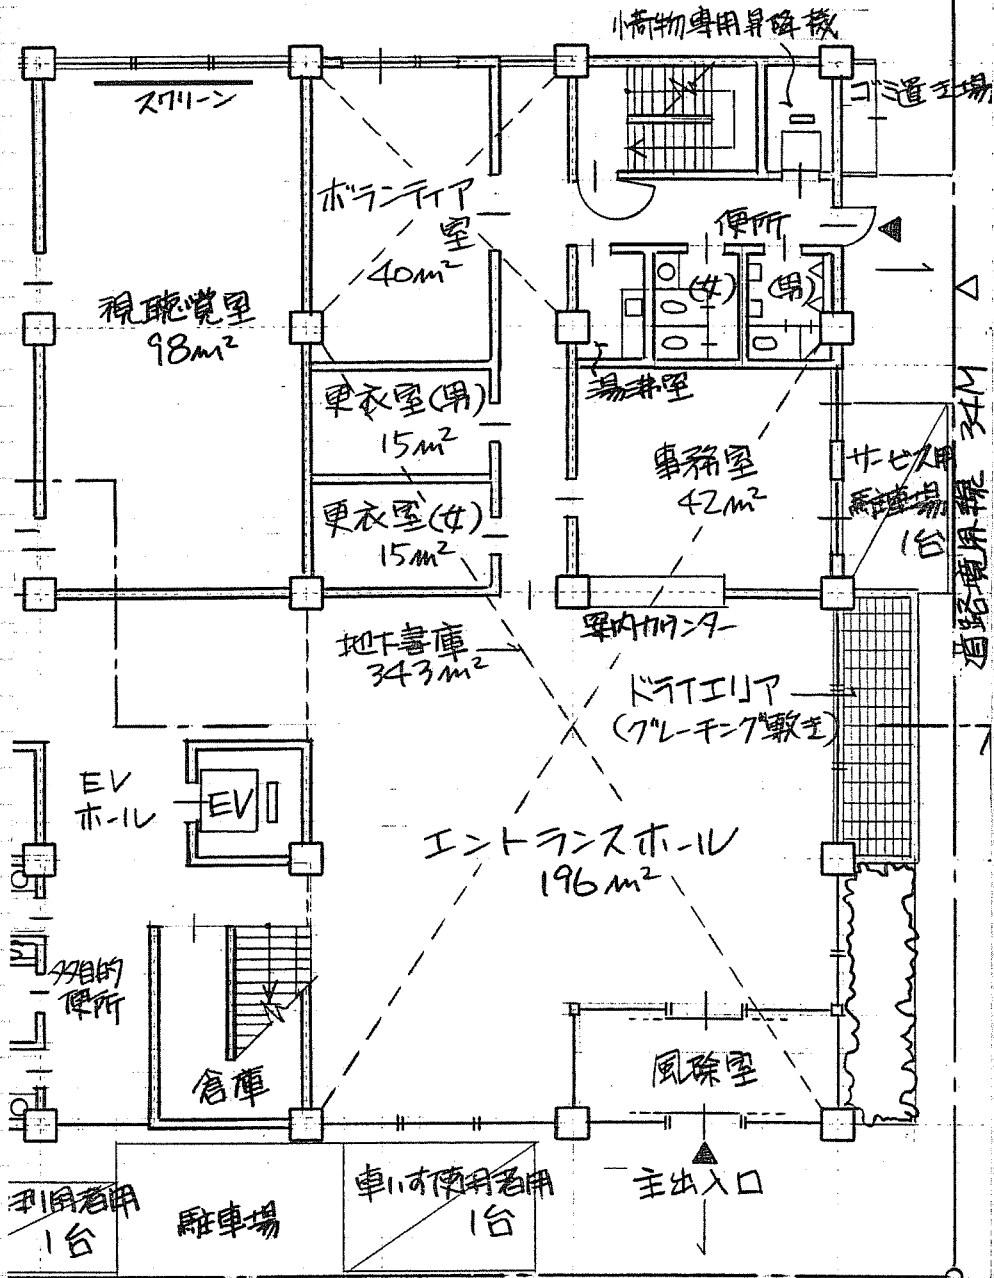 荷物専用昇降機
ゴミ置き場
スクリーン
ボランティア
室
40m²
便所
(女)
(男)
視聴覚室
98m²
湯沸室
更衣室(男)
15m²
事務室
42m²
サービス用
駐車場
1台
道路境界線 34M
更衣室(女)
15m²
案内カウンター
地下書庫
343m²
ドライエリア
(グレーチング敷き)
EV
ホール
EV
エントランスホール
196m²
多目的
便所
倉庫
風除室
主出入口
利用者用
1台
駐車場
車いす使用者用
1台